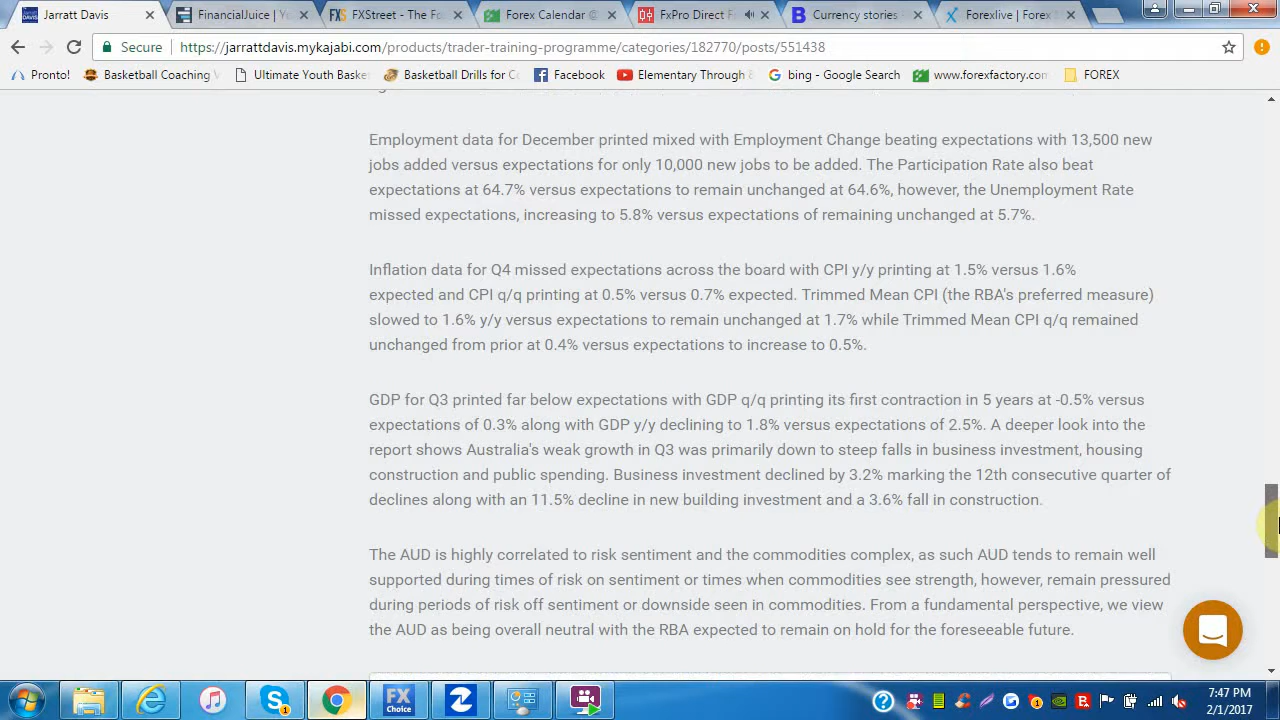 Jarratt Davis
FinancialJuice | Yu
FXStreet - The Fo
Forex Calendar @
FxPro Direct
Currency stories
Forexlive | Forex
Secure
https://jarrattdavis.mykajabi.com/products/trader-traning-programme/categories/182770/posts/551438
Pronto!
Basketball Coaching
Ultimate Youth Baske
Basketball Drills for Co
Facebook
Elementary Through
Bing - Google Search
www.forexfactory.com
FOREX
Employment data for December printed mixed with Employment Change beating expectations with 13,500 new
jobs added versus expectations for only 10,000 new jobs to be added. The Participation Rate also beat
expectations at 64.7% versus expectations to remain unchanged at 64.6%, however, the Unemployment Rate
missed expectations, increasing to 5.8% versus expectations of remaining unchanged at 5.7%.
Inflation data for Q4 missed expectations across the board with CPI y/y printing at 1.5% versus 1.6%
expected and CPI q/q printing at 0.5% versus 0.7% expected. Trimmed Mean CPI (the RBA's preferred measure)
slowed to 1.6% y/y versus expectations to remain unchanged at 1.7% while Trimmed Mean CPI q/q remained
unchanged from prior at 0.4% versus expectations to increase to 0.5%.
GDP for Q3 printed far below expectations with GDP q/q printing its first contraction in 5 years at -0.5% versus
expectations of 0.3% along with GDP y/y declining to 1.8% versus expectations of 2.5%. A deeper look into the
report shows Australia's weak growth in Q3 was primarily down to steep falls in business investment, housing
construction and public spending. Business investment declined by 3.2% marking the 12th consecutive quarter of
declines along with an 11.5% decline in new building investment and a 3.6% fall in construction.
The AUD is highly correlated to risk sentiment and the commodities complex, as such AUD tends to remain well
supported during times of risk on sentiment or times when commodities see strength, however, remain pressured
during periods of risk off sentiment or downside seen in commodities. From a fundamental perspective, we view
the AUD as being overall neutral with the RBA expected to remain on hold for the foreseeable future.
FX
Choice
7:47 PM
2/1/2017